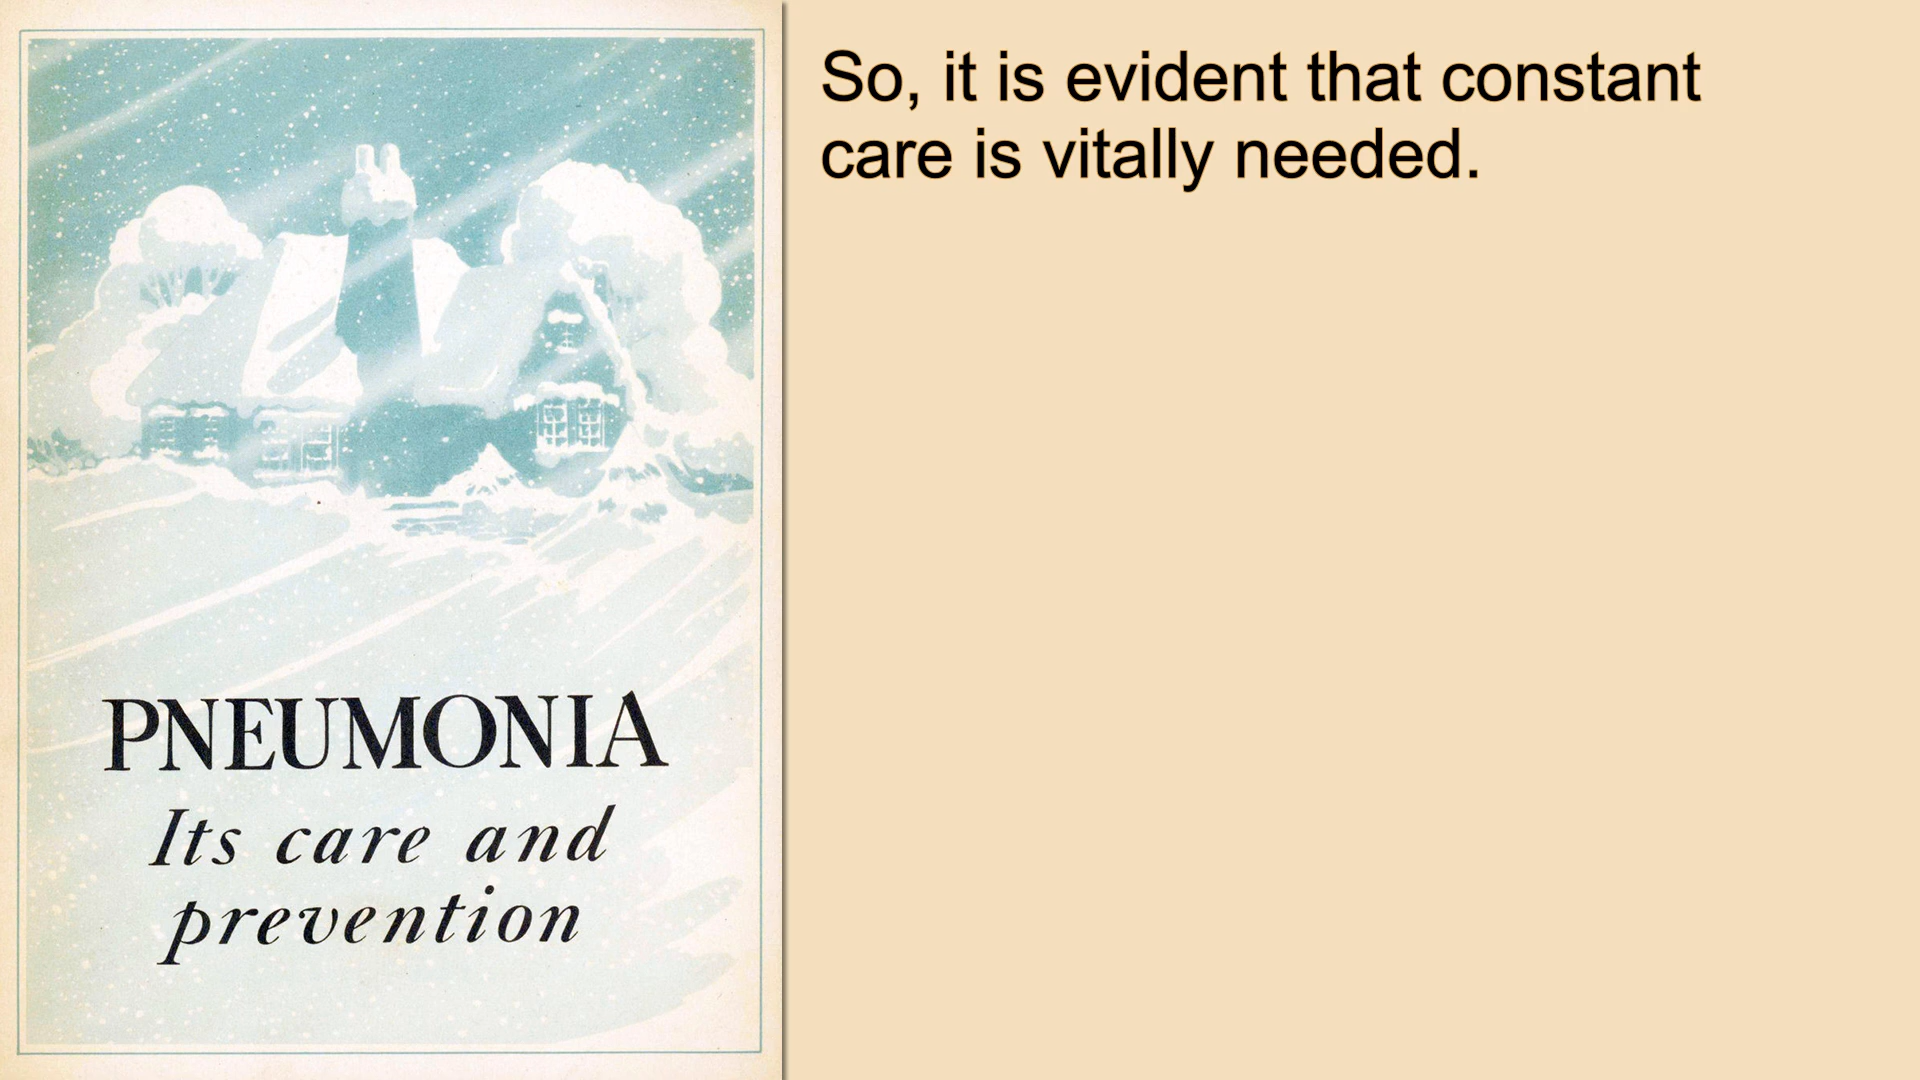 PNEUMONIA
Its care and
prevention
So, it is evident that constant
care is vitally needed.